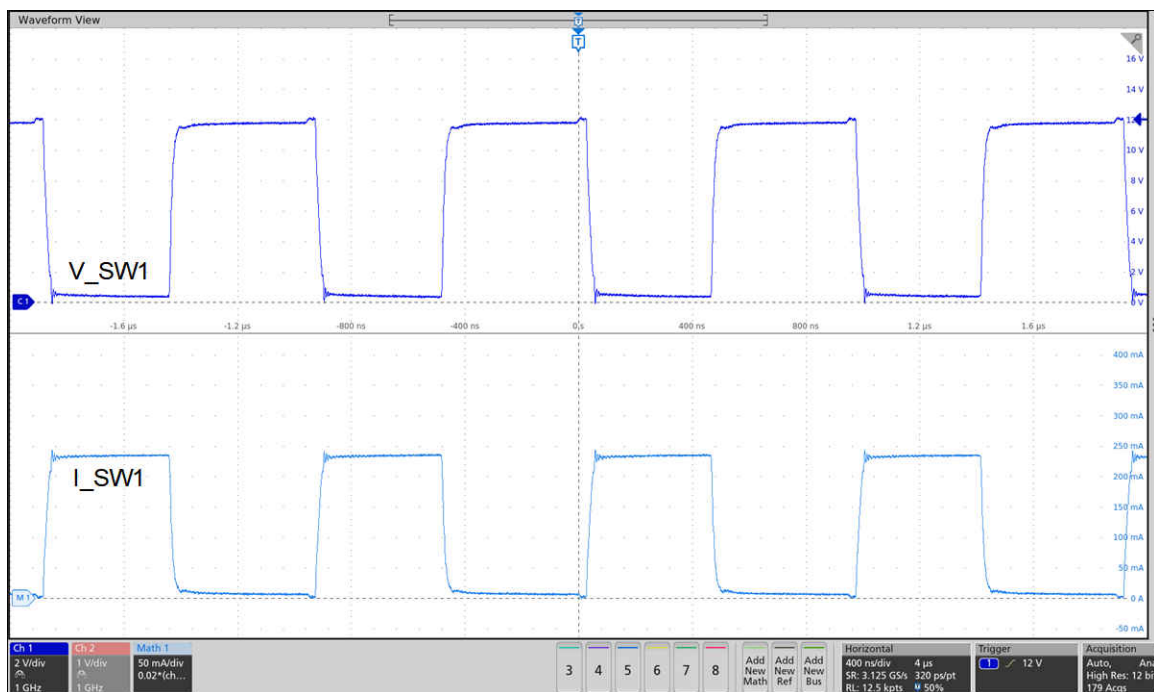 Waveform View
T
T
16 V
14 V
12 V
10 V
8 V
6 V
4 V
2 V
0 V
V_SW1
C 1
-1.6 µs -1.2 µs -800 ns -400 ns 0 s 400 ns 800 ns 1.2 µs 1.6 µs
400 mA
350 mA
300 mA
250 mA
200 mA
150 mA
100 mA
50 mA
0 A
-50 mA
I_SW1
M 1
Ch 1 Ch 2 Math 1 Horizontal Trigger Acquisition
2 V/div 1 V/div 50 mA/div 3 4 5 6 7 8 Add New Math Add New Ref Add New Bus 400 ns/div 4 µs 1 12 V Auto, Ana
0.02*(ch... SR: 3.125 GS/s 320 ps/pt High Res: 12 bi
1 GHz 1 GHz RL: 12.5 kpts 50% 179 Acqs